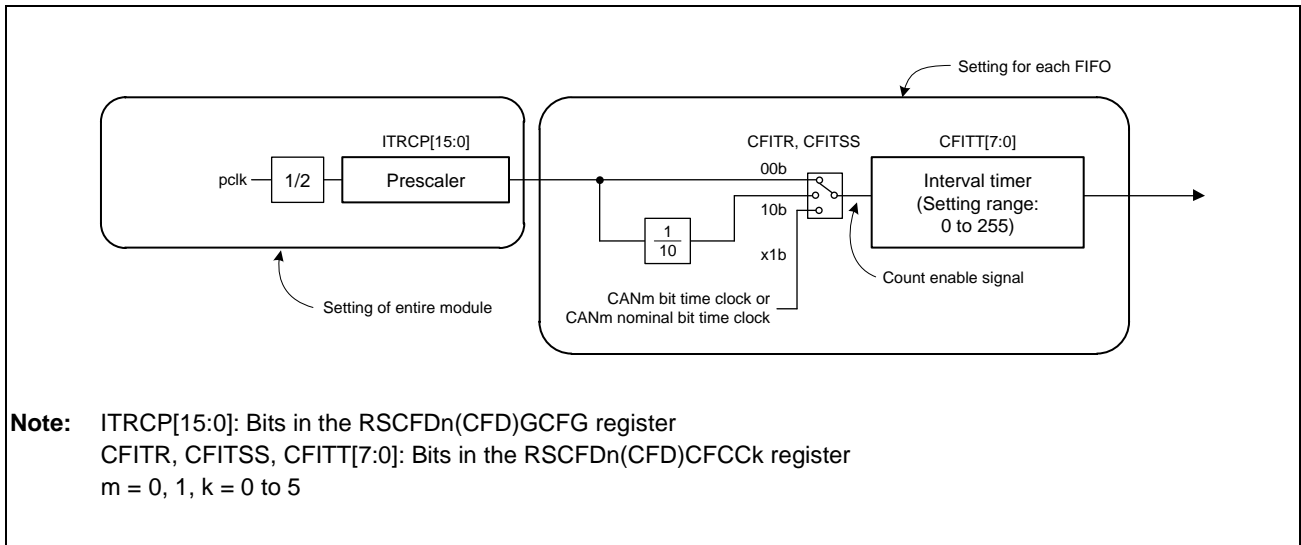 Setting for each FIFO
ITRCP[15:0]
CFITR, CFITSS
CFITT[7:0]
pclk
1/2
Prescaler
00b
10b
x1b
1
10
Interval timer
(Setting range:
0 to 255)
Count enable signal
CANm bit time clock or
CANm nominal bit time clock
Setting of entire module
Note: ITRCP[15:0]: Bits in the RSCFDn(CFD)GCFG register
CFITR, CFITSS, CFITT[7:0]: Bits in the RSCFDn(CFD)CFCCk register
m = 0, 1, k = 0 to 5